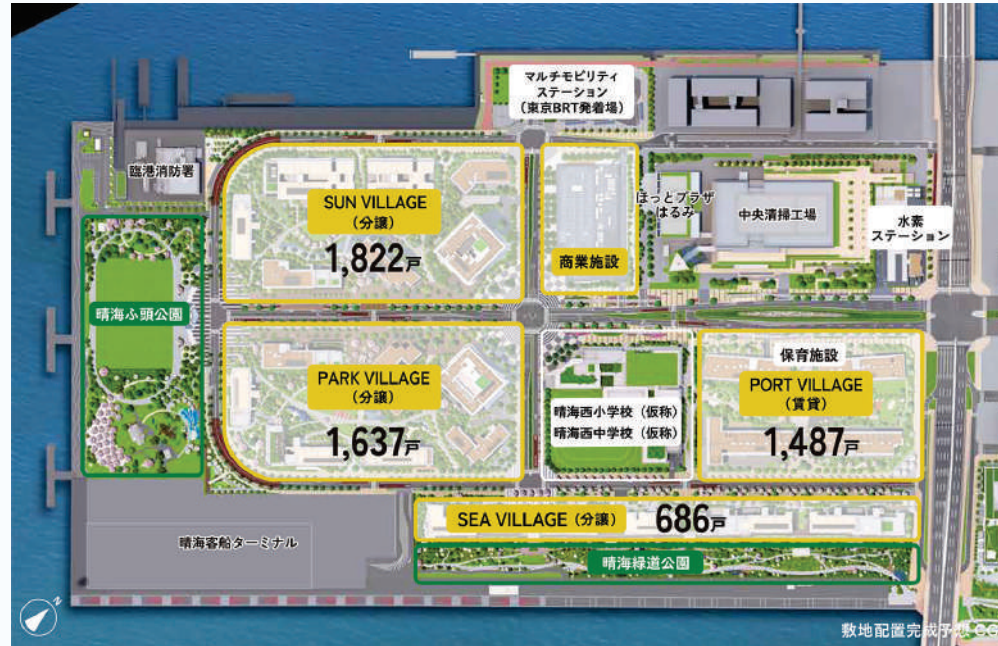 マルチモビリティ
ステーション
(東京BRT発着場)
臨港消防署
SUN VILLAGE
(分譲)
1,822戸
商業施設
ほっとプラザ
はるみ
中央清掃工場
水素
ステーション
晴海ふ頭公園
PARK VILLAGE
(分譲)
1,637戸
晴海西小学校(仮称)
晴海西中学校(仮称)
保育施設
PORT VILLAGE
(賃貸)
1,487戸
SEA VILLAGE(分譲) 686戸
晴海客船ターミナル
晴海緑道公園
N
敷地配置完成予想CG